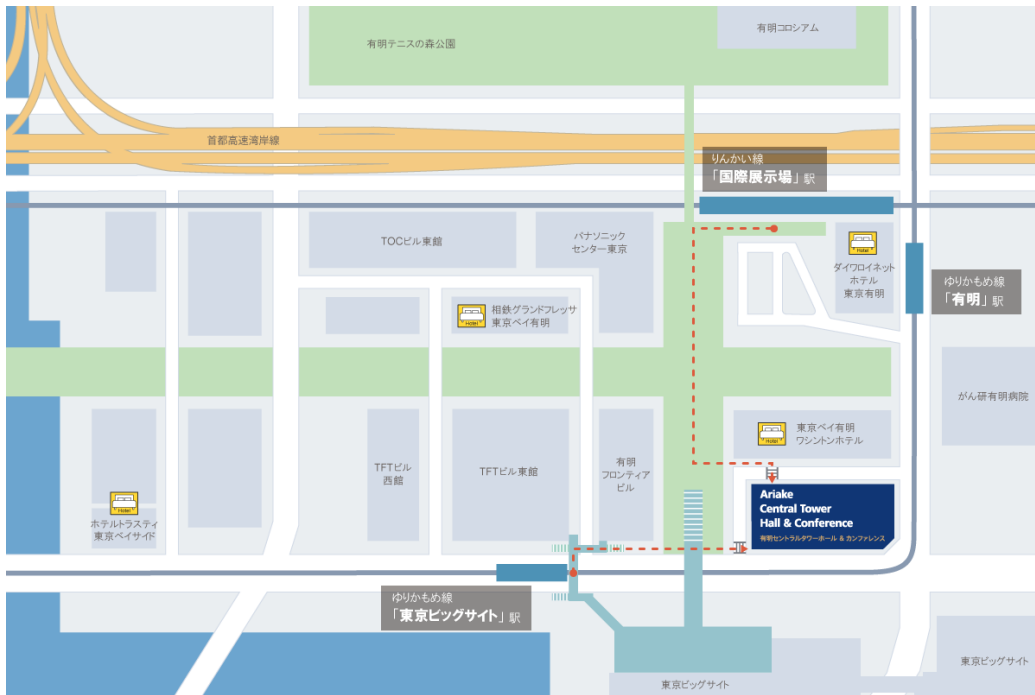 有明コロシアム
有明テニスの森公園
首都高速湾岸線
りんかい線
「国際展示場」駅
TOCビル東館
パナソニック
センター東京
Hotel
ダイワロイネット
ホテル
東京有明
ゆりかもめ線
「有明」駅
Hotel
相鉄グランドフレッサ
東京ベイ有明
がん研有明病院
Hotel
東京ベイ有明
ワシントンホテル
TFTビル
西館
TFTビル東館
有明
フロンティア
ビル
Hotel
ホテルトラスティ
東京ベイサイド
Ariake
Central Tower
Hall & Conference
有明セントラルタワーホール & カンファレンス
ゆりかもめ線
「東京ビッグサイト」駅
東京ビッグサイト
東京ビッグサイト